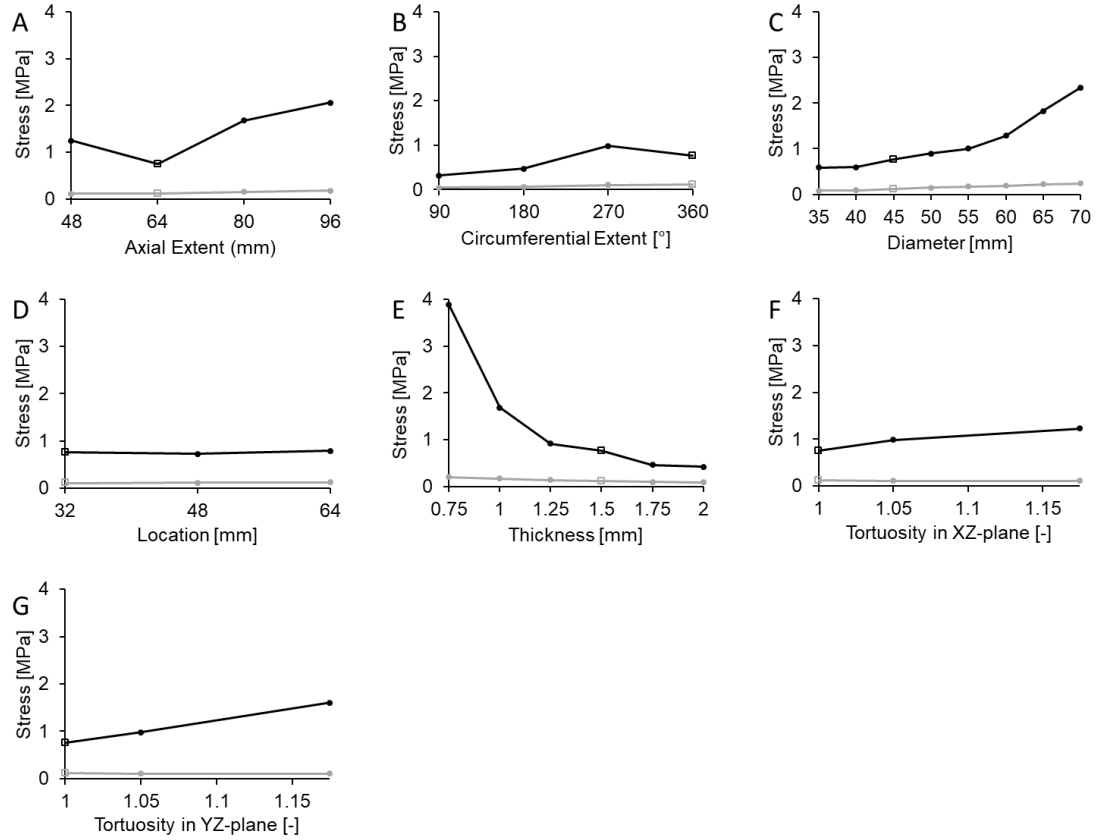 A
Stress [MPa]
4
3
2
1
0
48 64 80 96
Axial Extent (mm)
B
Stress [MPa]
4
3
2
1
0
90 180 270 360
Circumferential Extent [°]
C
Stress [MPa]
4
3
2
1
0
35 40 45 50 55 60 65 70
Diameter [mm]
D
Stress [MPa]
4
3
2
1
0
32 48 64
Location [mm]
E
Stress [MPa]
4
3
2
1
0
0.75 1 1.25 1.5 1.75 2
Thickness [mm]
F
Stress [MPa]
4
3
2
1
0
1 1.05 1.1 1.15
Tortuosity in XZ-plane [-]
G
Stress [MPa]
4
3
2
1
0
1 1.05 1.1 1.15
Tortuosity in YZ-plane [-]